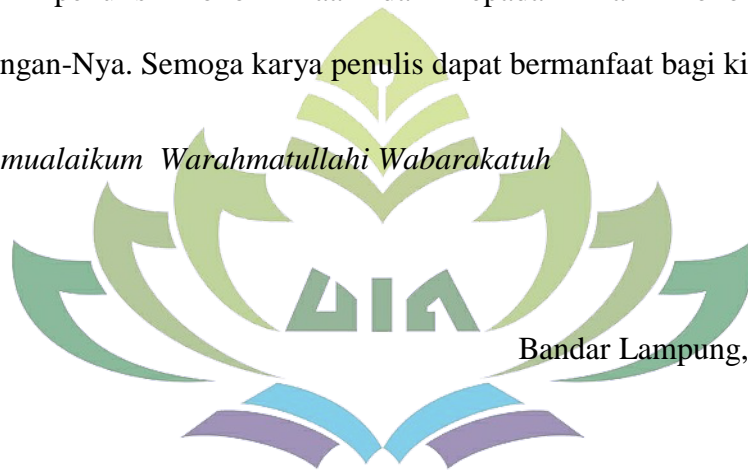 ngan-Nya. Semoga karya penulis dapat bermanfaat bagi ki
mualaikum Warahmatullahi Wabarakatuh
UIN
Bandar Lampung,